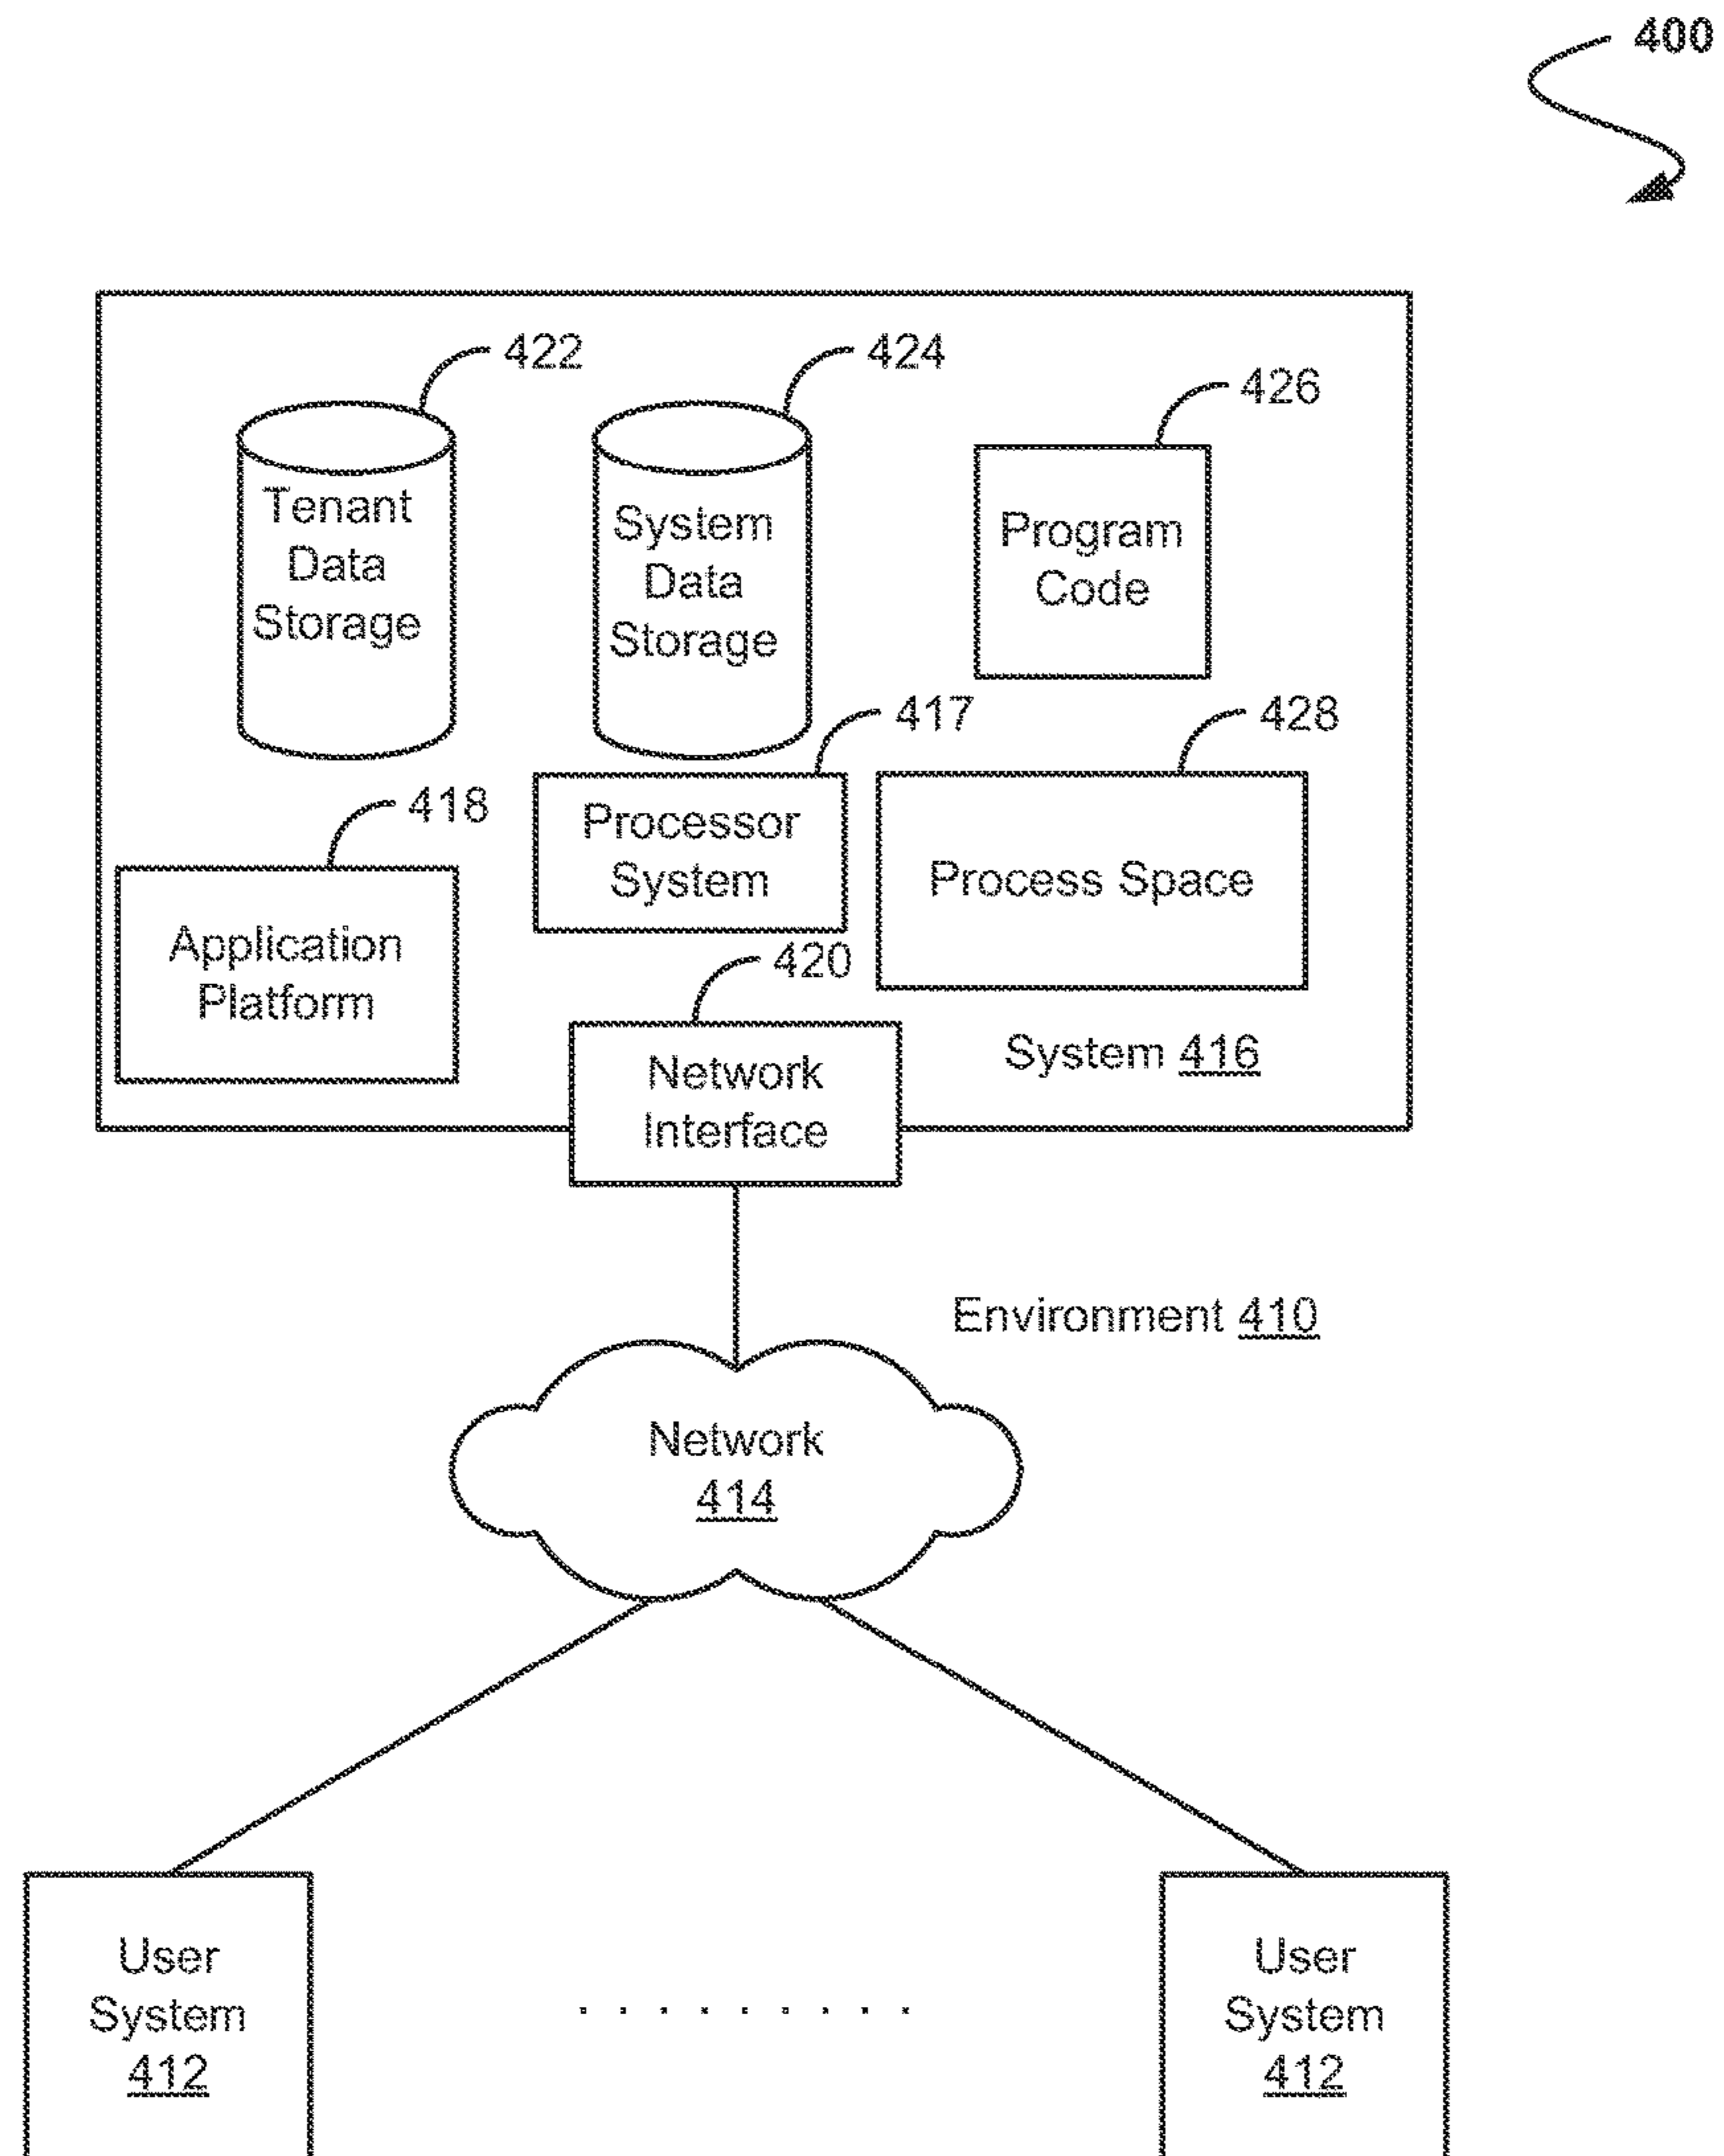 400
422
424
426
Tenant
Data
Storage
System
Data
Storage
Program
Code
417
428
418
Processor
System
Process Space
Application
Platform
420
Network
Interface
System 416
Environment 410
Network
414
User
System
412
User
System
412